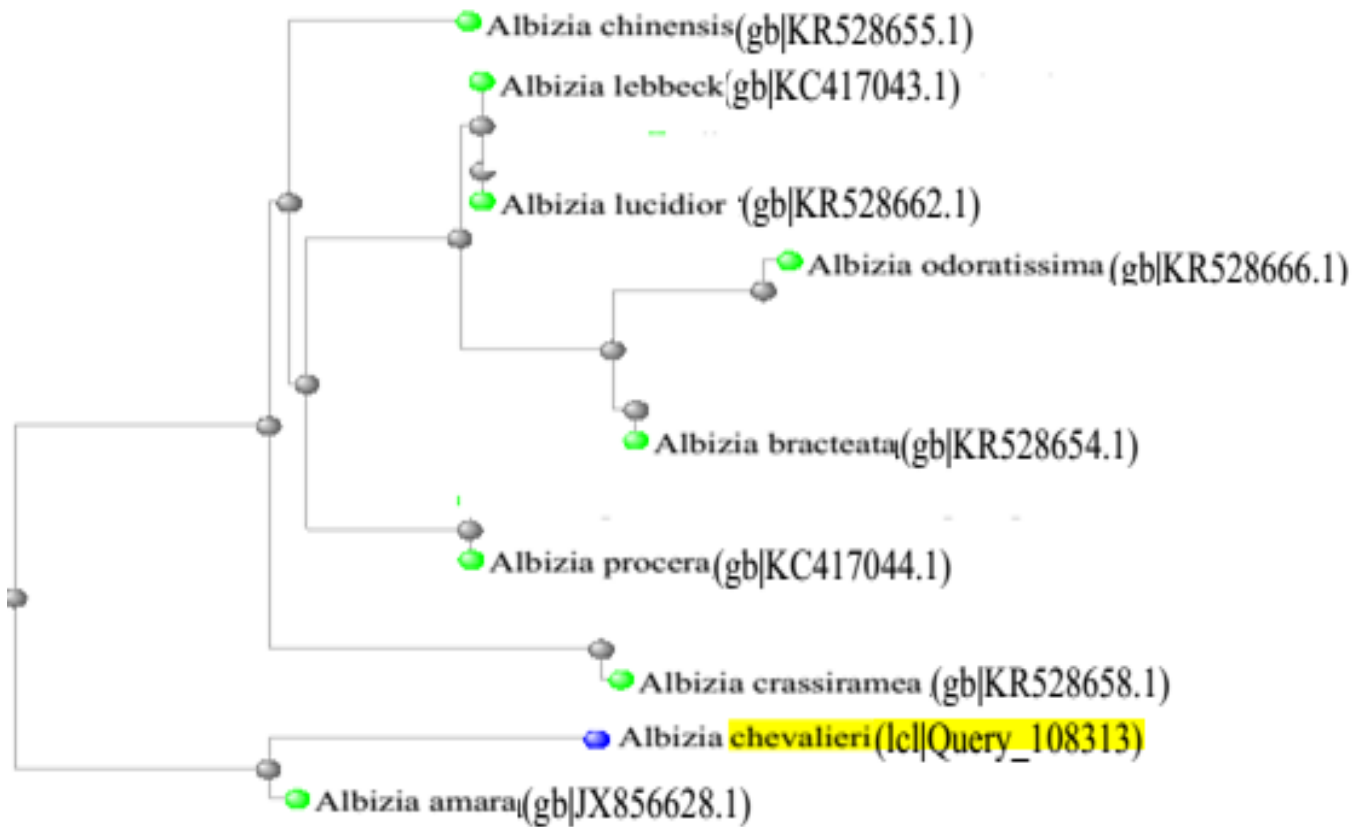 Albizia chinensis(gb|KR528655.1)
Albizia lebbeck(gb|KC417043.1)
Albizia lucidior (gb|KR528662.1)
Albizia odoratissima (gb|KR528666.1)
Albizia bracteata(gb|KR528654.1)
Albizia procera(gb|KC417044.1)
Albizia crassiramea (gb|KR528658.1)
Albizia chevalieri(lcl|Query_108313)
Albizia amara(gb|JX856628.1)